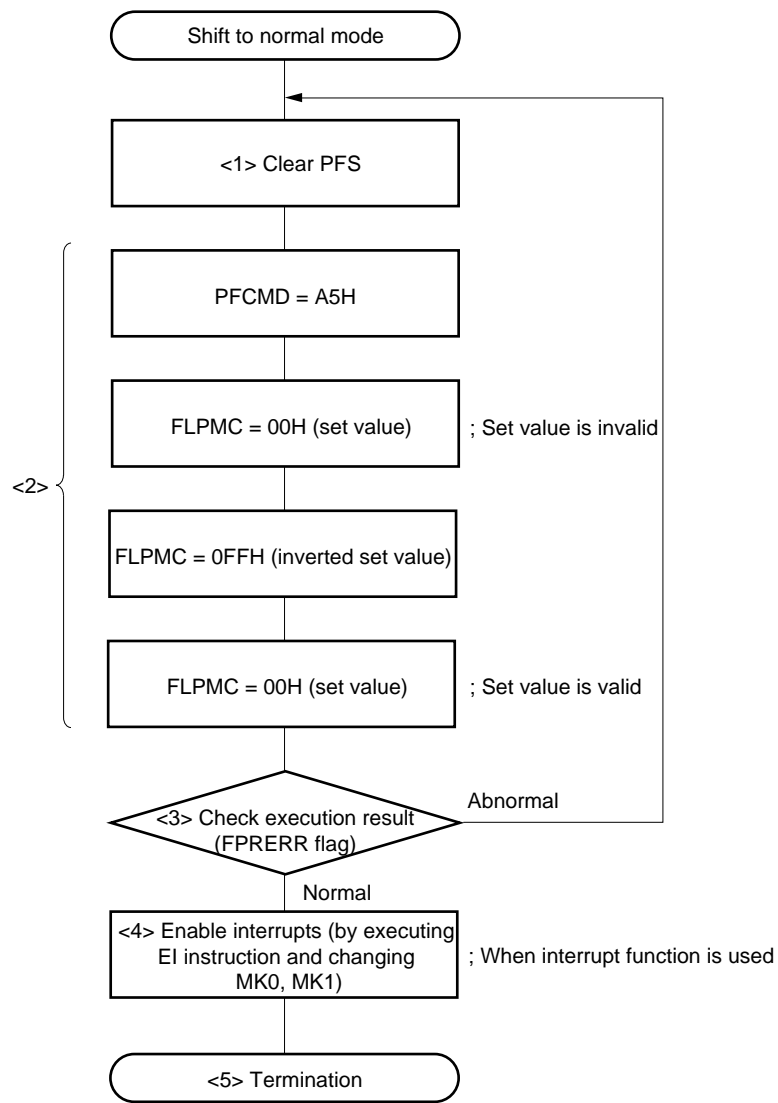 Shift to normal mode
<1> Clear PFS
PFCMD = A5H
FLPMC = 00H (set value)
; Set value is invalid
<2>
FLPMC = 0FFH (inverted set value)
FLPMC = 00H (set value)
; Set value is valid
<3> Check execution result
(FPRERR flag)
Abnormal
Normal
<4> Enable interrupts (by executing
EI instruction and changing
MK0, MK1)
; When interrupt function is used
<5> Termination